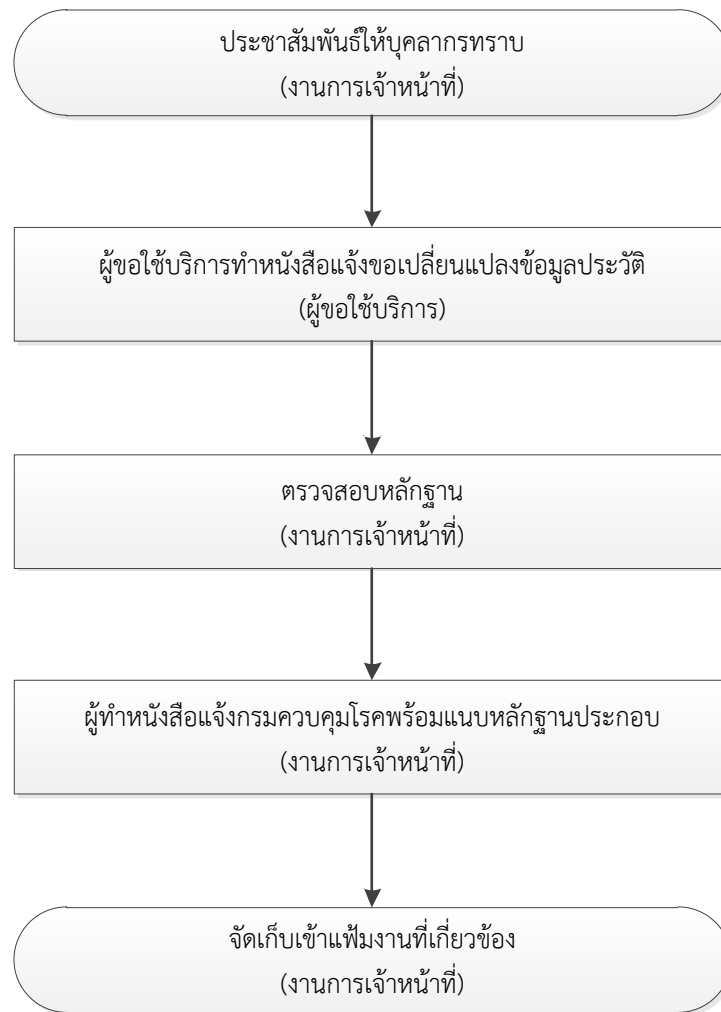 ประชาสัมพันธ์ให้บุคลากรทราบ
(งานการเจ้าหน้าที่)
ผู้ขอใช้บริการทำหนังสือแจ้งขอเปลี่ยนแปลงข้อมูลประวัติ
(ผู้ขอใช้บริการ)
ตรวจสอบหลักฐาน
(งานการเจ้าหน้าที่)
ผู้ทำหนังสือแจ้งกรมควบคุมโรคพร้อมแนบหลักฐานประกอบ
(งานการเจ้าหน้าที่)
จัดเก็บเข้าแฟ้มงานที่เกี่ยวข้อง
(งานการเจ้าหน้าที่)